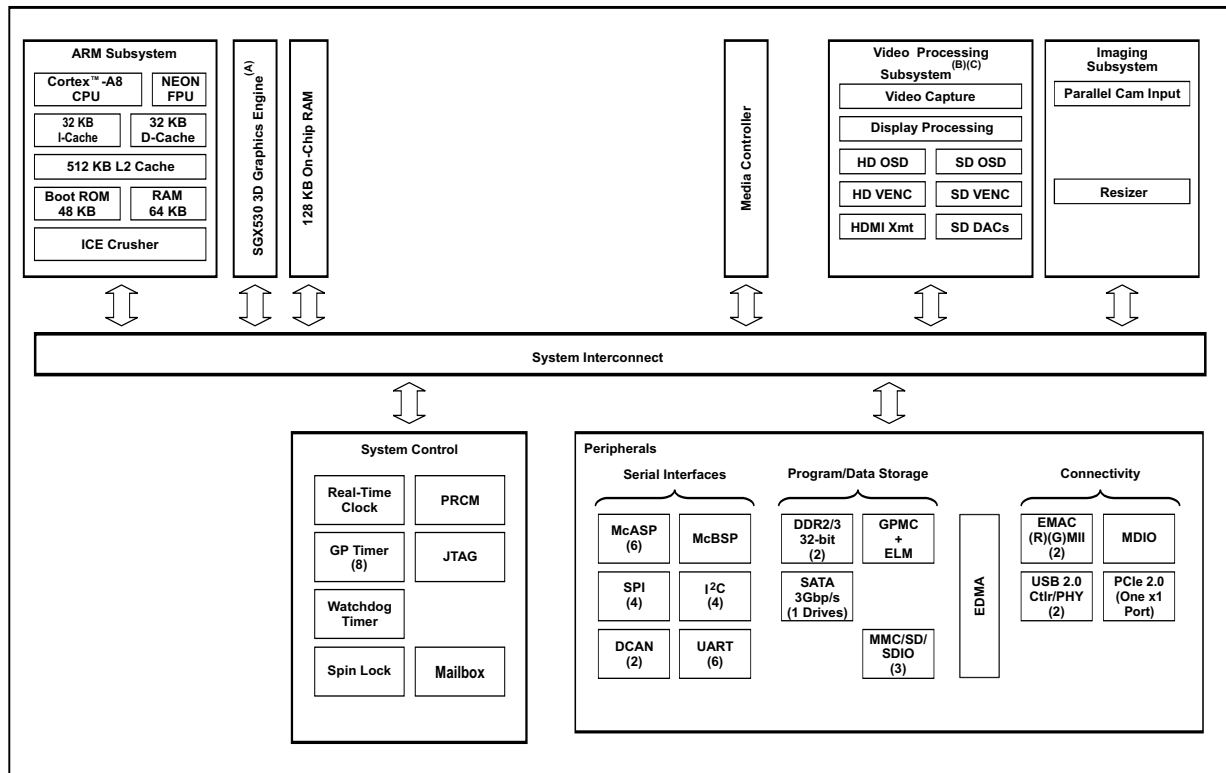 ARM Subsystem
Cortex™-A8
CPU
NEON
FPU
32 KB
I-Cache
32 KB
D-Cache
512 KB L2 Cache
Boot ROM
48 KB
RAM
64 KB
ICE Crusher
SGX530 3D Graphics Engine(A)
128 KB On-Chip RAM
Media Controller
Video Processing
Subsystem(B)(C)
Video Capture
Display Processing
HD OSD
SD OSD
HD VENC
SD VENC
HDMI Xmt
SD DACs
Imaging
Subsystem
Parallel Cam Input
Resizer
System Interconnect
System Control
Real-Time
Clock
PRCM
GP Timer
(8)
JTAG
Watchdog
Timer
Spin Lock
Mailbox
Peripherals
Serial Interfaces
McASP
(6)
McBSP
SPI
(4)
I²C
(4)
DCAN
(2)
UART
(6)
Program/Data Storage
DDR2/3
32-bit
(2)
GPMC
+
ELM
SATA
3Gbp/s
(1 Drives)
MMC/SD/
SDIO
(3)
EDMA
Connectivity
EMAC
(R)(G)MII
(2)
MDIO
USB 2.0
Ctlr/PHY
(2)
PCIe 2.0
(One x1
Port)